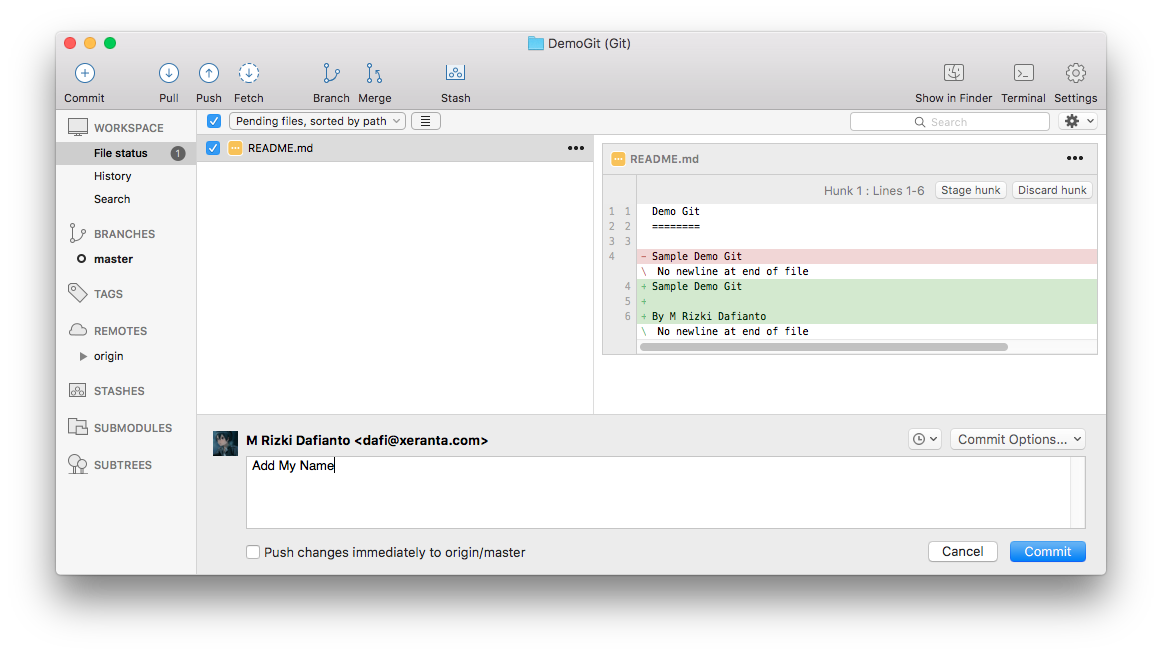 DemoGit (Git)
Commit Pull Push Fetch Branch Merge Stash Show in Finder Terminal Settings
WORKSPACE
File status 1
History
Search
BRANCHES
master
TAGS
REMOTES
origin
STASHES
SUBMODULES
SUBTREES
Pending files, sorted by path
Search
README.md
README.md
Hunk 1 : Lines 1-6 Stage hunk Discard hunk
1 1 Demo Git
2 2 ========
3 3
4 - Sample Demo Git
\ No newline at end of file
4 + Sample Demo Git
5 +
6 + By M Rizki Dafianto
\ No newline at end of file
M Rizki Dafianto <dafi@xeranta.com>
Commit Options...
Add My Name
Push changes immediately to origin/master
Cancel Commit